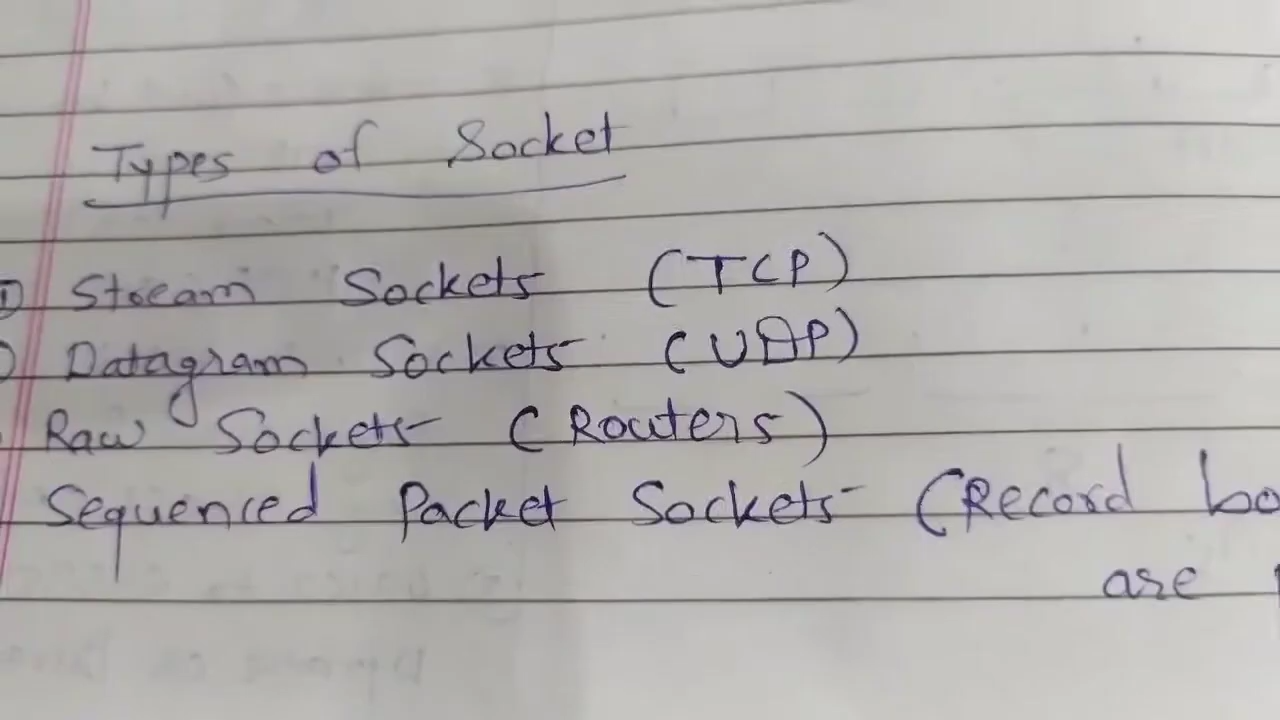 Types of Socket
Stream Sockets (TCP)
Datagram Sockets (UDP)
Raw Sockets (Routers)
Sequenced Packet Sockets (Record
are